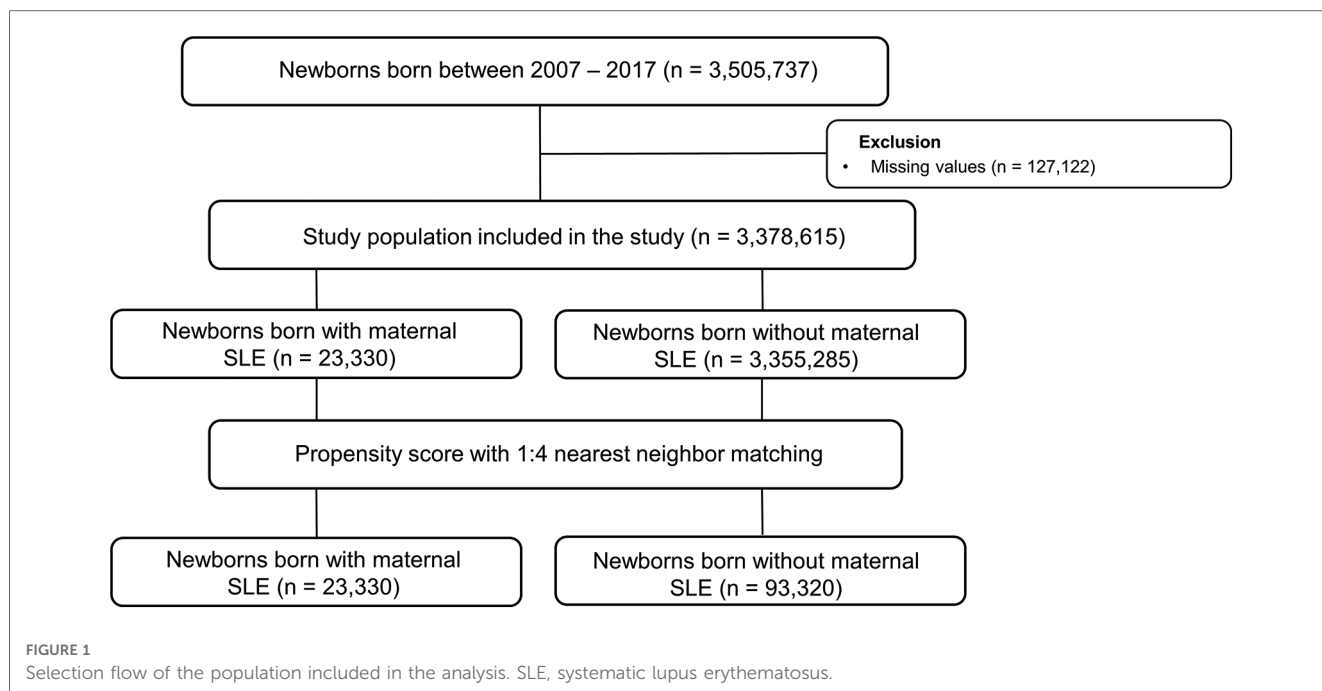 Newborns born between 2007 – 2017 (n = 3,505,737)
Exclusion
• Missing values (n = 127,122)
Study population included in the study (n = 3,378,615)
Newborns born with maternal
SLE (n = 23,330)
Newborns born without maternal
SLE (n = 3,355,285)
Propensity score with 1:4 nearest neighbor matching
Newborns born with maternal
SLE (n = 23,330)
Newborns born without maternal
SLE (n = 93,320)
FIGURE 1
Selection flow of the population included in the analysis. SLE, systematic lupus erythematosus.